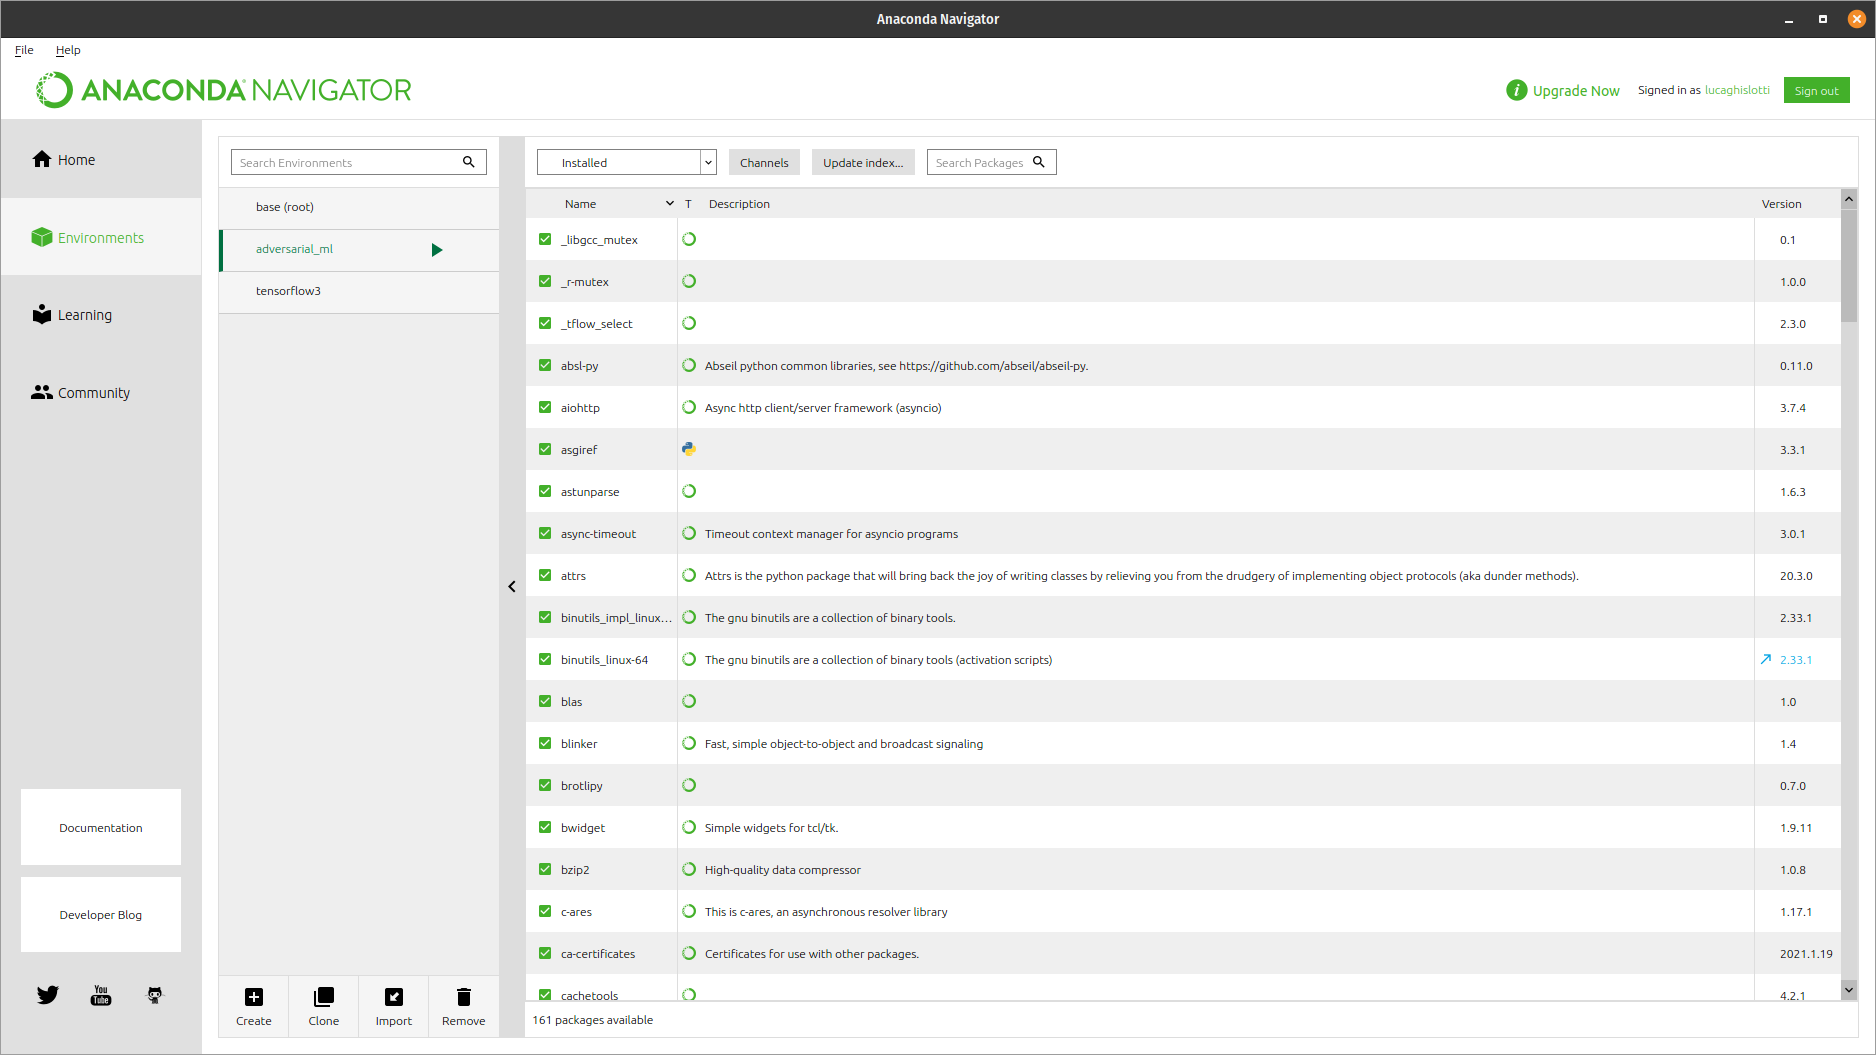 Anaconda Navigator
File Help
ANACONDA NAVIGATOR
i Upgrade Now Signed in as lucaghislotti Sign out
Home
Environments
Learning
Community
Documentation
Developer Blog
You Tube
Search Environments
base (root)
adversarial_ml
tensorflow3
Create Clone Import Remove
Installed Channels Update index... Search Packages
Name T Description Version
_libgcc_mutex 0.1
_r-mutex 1.0.0
_tflow_select 2.3.0
absl-py Abseil python common libraries, see https://github.com/abseil/abseil-py. 0.11.0
aiohttp Async http client/server framework (asyncio) 3.7.4
asgiref 3.3.1
astunparse 1.6.3
async-timeout Timeout context manager for asyncio programs 3.0.1
attrs Attrs is the python package that will bring back the joy of writing classes by relieving you from the drudgery of implementing object protocols (aka dunder methods). 20.3.0
binutils_impl_linux... The gnu binutils are a collection of binary tools. 2.33.1
binutils_linux-64 The gnu binutils are a collection of binary tools (activation scripts) 2.33.1
blas 1.0
blinker Fast, simple object-to-object and broadcast signaling 1.4
brotlipy 0.7.0
bwidget Simple widgets for tcl/tk. 1.9.11
bzip2 High-quality data compressor 1.0.8
c-ares This is c-ares, an asynchronous resolver library 1.17.1
ca-certificates Certificates for use with other packages. 2021.1.19
cachetools 4.2.1
161 packages available